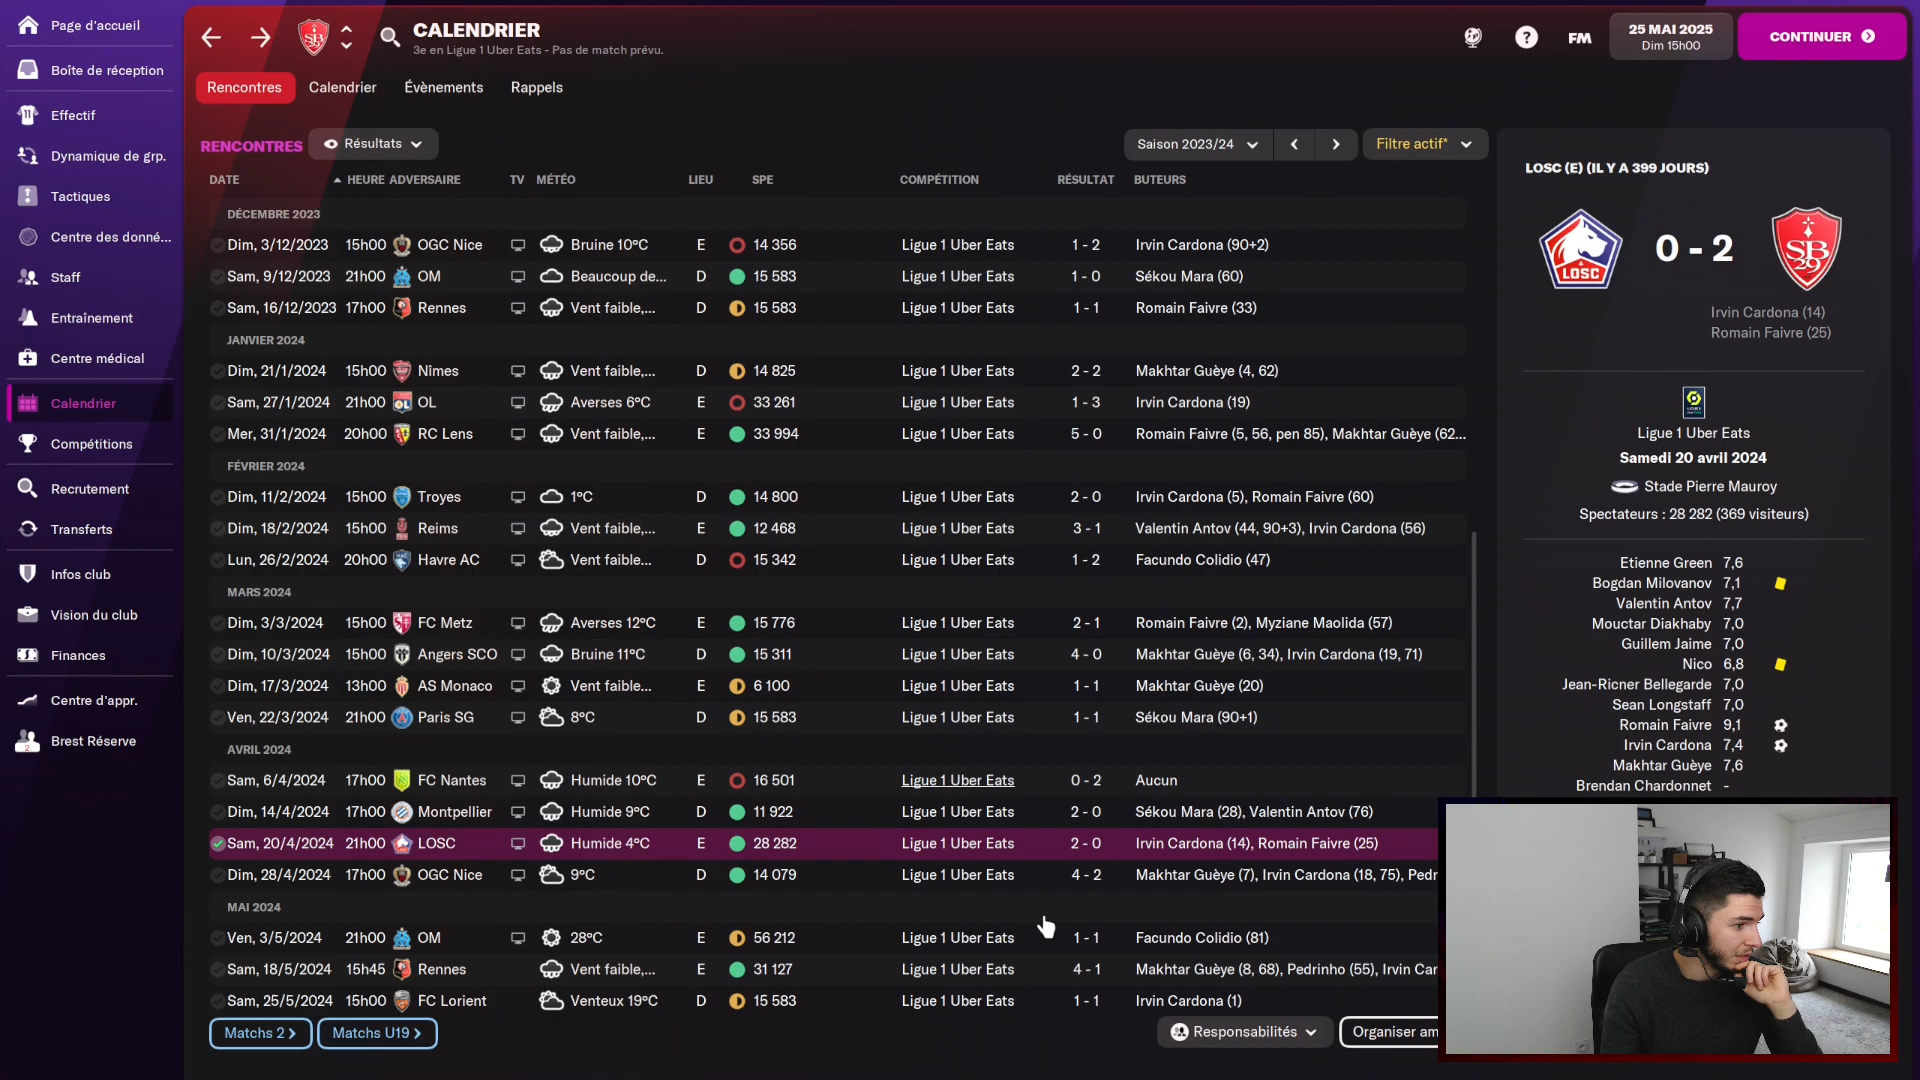 Page d'accueil
Boîte de réception
Effectif
Dynamique de grp.
Tactiques
Centre des donné...
Staff
Entraînement
Centre médical
Calendrier
Compétitions
Recrutement
Transferts
Infos club
Vision du club
Finances
Centre d'appr.
Brest Réserve
CALENDRIER
3e en Ligue 1 Uber Eats - Pas de match prévu.
FM
25 MAI 2025
Dim 15h00
CONTINUER
Rencontres Calendrier Évènements Rappels
RENCONTRES Résultats
Saison 2023/24 Filtre actif*
DATE HEURE ADVERSAIRE TV MÉTÉO LIEU SPE COMPÉTITION RÉSULTAT BUTEURS
DÉCEMBRE 2023
Dim, 3/12/2023 15h00 OGC Nice Bruine 10°C E 14 356 Ligue 1 Uber Eats 1 - 2 Irvin Cardona (90+2)
Sam, 9/12/2023 21h00 OM Beaucoup de... D 15 583 Ligue 1 Uber Eats 1 - 0 Sékou Mara (60)
Sam, 16/12/2023 17h00 Rennes Vent faible,... D 15 583 Ligue 1 Uber Eats 1 - 1 Romain Faivre (33)
JANVIER 2024
Dim, 21/1/2024 15h00 Nîmes Vent faible,... D 14 825 Ligue 1 Uber Eats 2 - 2 Makhtar Guèye (4, 62)
Sam, 27/1/2024 21h00 OL Averses 6°C E 33 261 Ligue 1 Uber Eats 1 - 3 Irvin Cardona (19)
Mer, 31/1/2024 20h00 RC Lens Vent faible,... E 33 994 Ligue 1 Uber Eats 5 - 0 Romain Faivre (5, 56, pen 85), Makhtar Guèye (62...
FÉVRIER 2024
Dim, 11/2/2024 15h00 Troyes 1°C D 14 800 Ligue 1 Uber Eats 2 - 0 Irvin Cardona (5), Romain Faivre (60)
Dim, 18/2/2024 15h00 Reims Vent faible,... E 12 468 Ligue 1 Uber Eats 3 - 1 Valentin Antov (44, 90+3), Irvin Cardona (56)
Lun, 26/2/2024 20h00 Havre AC Vent faible... D 15 342 Ligue 1 Uber Eats 1 - 2 Facundo Colidio (47)
MARS 2024
Dim, 3/3/2024 15h00 FC Metz Averses 12°C E 15 776 Ligue 1 Uber Eats 2 - 1 Romain Faivre (2), Myziane Maolida (57)
Dim, 10/3/2024 15h00 Angers SCO Bruine 11°C D 15 311 Ligue 1 Uber Eats 4 - 0 Makhtar Guèye (6, 34), Irvin Cardona (19, 71)
Dim, 17/3/2024 13h00 AS Monaco Vent faible... E 6 100 Ligue 1 Uber Eats 1 - 1 Makhtar Guèye (20)
Ven, 22/3/2024 21h00 Paris SG 8°C D 15 583 Ligue 1 Uber Eats 1 - 1 Sékou Mara (90+1)
AVRIL 2024
Sam, 6/4/2024 17h00 FC Nantes Humide 10°C E 16 501 Ligue 1 Uber Eats 0 - 2 Aucun
Dim, 14/4/2024 17h00 Montpellier Humide 9°C D 11 922 Ligue 1 Uber Eats 2 - 0 Sékou Mara (28), Valentin Antov (76)
Sam, 20/4/2024 21h00 LOSC Humide 4°C E 28 282 Ligue 1 Uber Eats 2 - 0 Irvin Cardona (14), Romain Faivre (25)
Dim, 28/4/2024 17h00 OGC Nice 9°C D 14 079 Ligue 1 Uber Eats 4 - 2 Makhtar Guèye (7), Irvin Cardona (18, 75), Pedr
MAI 2024
Ven, 3/5/2024 21h00 OM 28°C E 56 212 Ligue 1 Uber Eats 1 - 1 Facundo Colidio (81)
Sam, 18/5/2024 15h45 Rennes Vent faible,... E 31 127 Ligue 1 Uber Eats 4 - 1 Makhtar Guèye (8, 68), Pedrinho (55), Irvin Car
Sam, 25/5/2024 15h00 FC Lorient Venteux 19°C D 15 583 Ligue 1 Uber Eats 1 - 1 Irvin Cardona (1)
Matchs 2 Matchs U19 Responsabilités Organiser am
LOSC (E) (IL Y A 399 JOURS)
LOSC
0 - 2
SB
29
Irvin Cardona (14)
Romain Faivre (25)
Ligue 1 Uber Eats
Samedi 20 avril 2024
Stade Pierre Mauroy
Spectateurs : 28 282 (369 visiteurs)
Etienne Green 7,6
Bogdan Milovanov 7,1
Valentin Antov 7,7
Mouctar Diakhaby 7,0
Guillem Jaime 7,0
Nico 6,8
Jean-Ricner Bellegarde 7,0
Sean Longstaff 7,0
Romain Faivre 9,1
Irvin Cardona 7,4
Makhtar Guèye 7,6
Brendan Chardonnet -